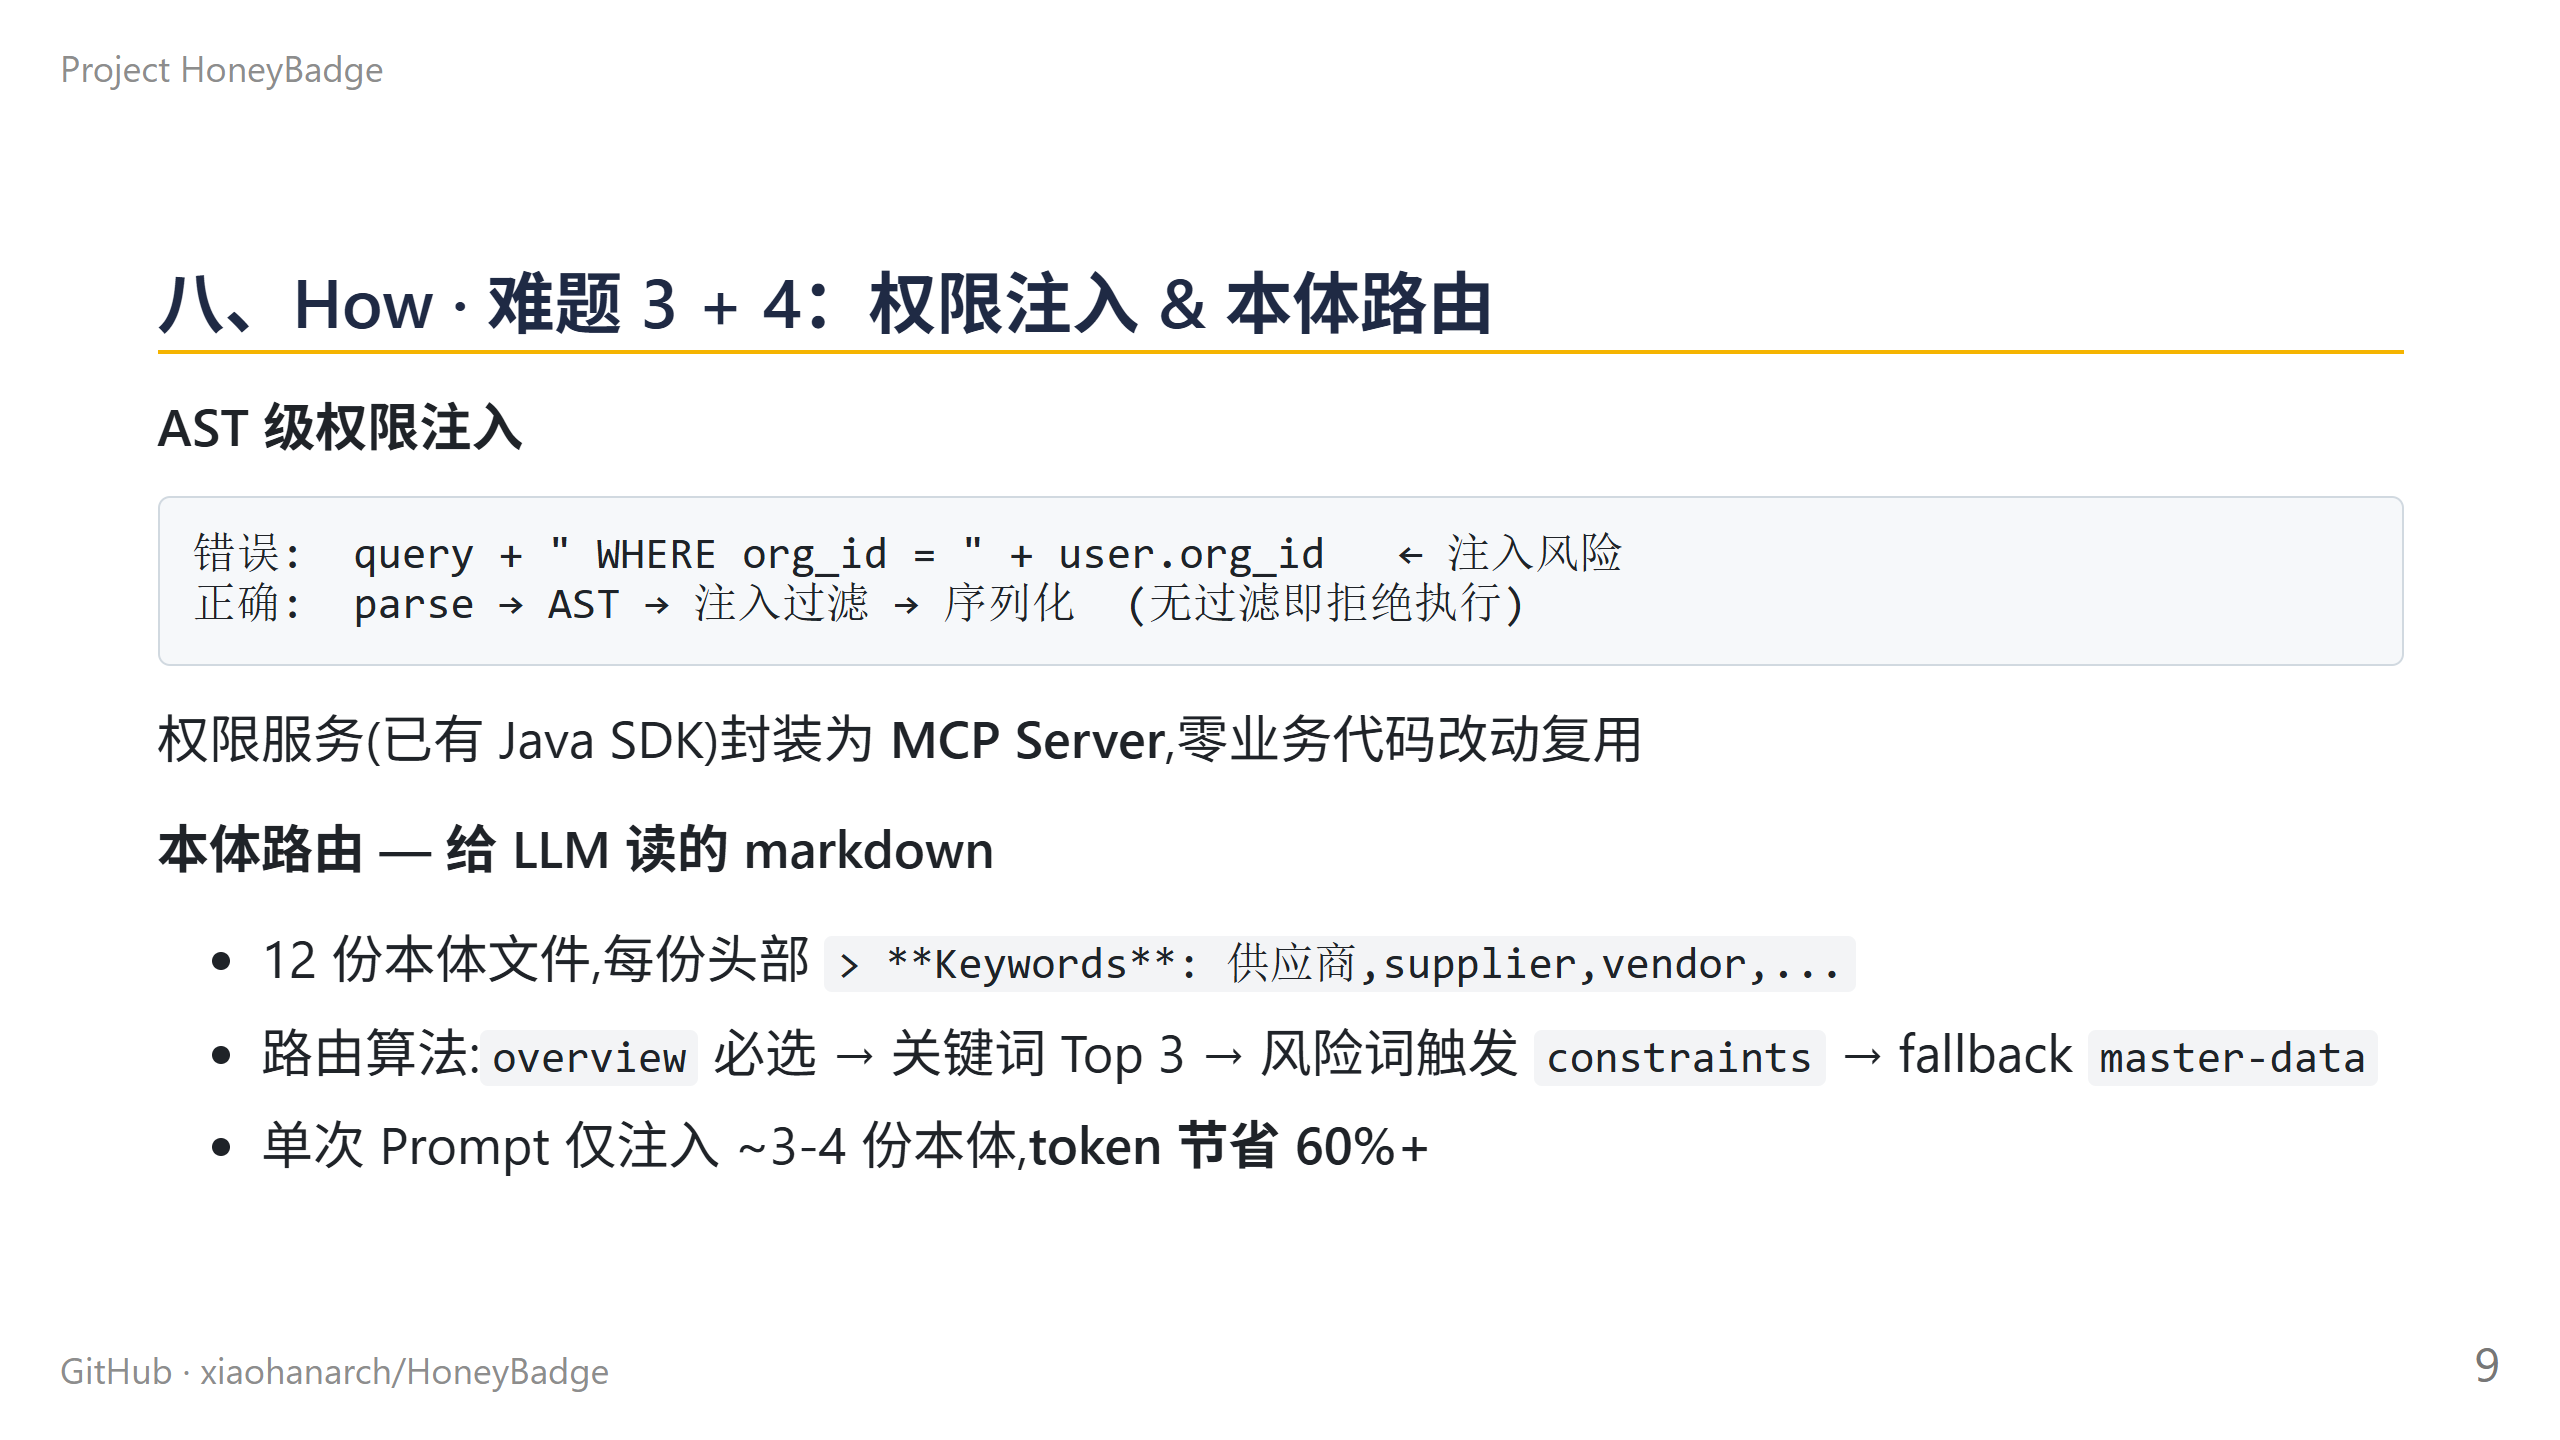 Project HoneyBadge
八、How · 难题 3 + 4：权限注入 & 本体路由
AST 级权限注入
错误:  query + " WHERE org_id = " + user.org_id   ← 注入风险
正确:  parse → AST → 注入过滤 → 序列化  (无过滤即拒绝执行)
权限服务(已有 Java SDK)封装为 MCP Server,零业务代码改动复用
本体路由 — 给 LLM 读的 markdown
• 12 份本体文件,每份头部 > **Keywords**: 供应商,supplier,vendor,...
• 路由算法:overview 必选 → 关键词 Top 3 → 风险词触发 constraints → fallback master-data
• 单次 Prompt 仅注入 ~3-4 份本体,token 节省 60%+
GitHub · xiaohanarch/HoneyBadge
9